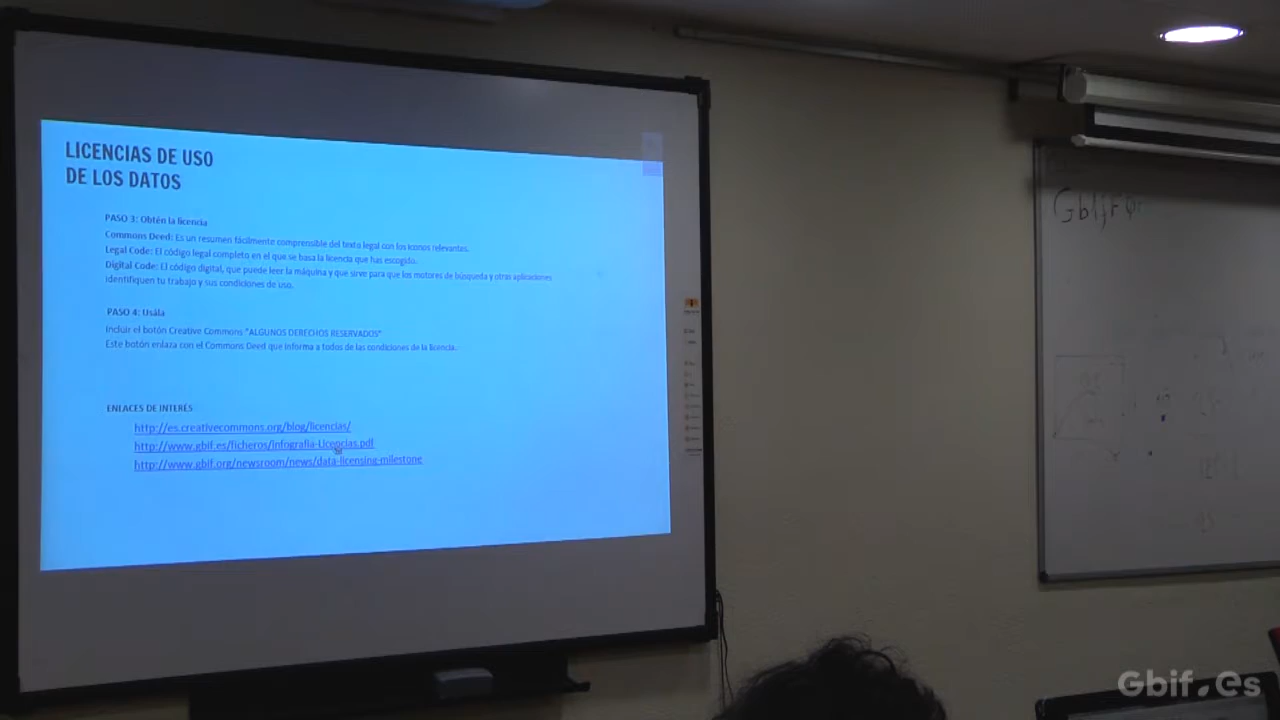 LICENCIAS DE USO
DE LOS DATOS
PASO 3: Obtén la licencia
Commons Deed: Es un resumen fácilmente comprensible del texto legal con los iconos relevantes.
Legal Code: El código legal completo en el que se basa la licencia que has escogido.
Digital Code: El código digital, que puede leer la máquina y que sirve para que los motores de búsqueda y otras aplicaciones
identifiquen tu trabajo y sus condiciones de uso.
PASO 4: Usála
Incluir el botón Creative Commons "ALGUNOS DERECHOS RESERVADOS"
Este botón enlaza con el Commons Deed que informa a todos de las condiciones de la licencia.
ENLACES DE INTERÉS
http://es.creativecommons.org/blog/licencias/
http://www.gbif.es/ficheros/infografia-Licencias.pdf
http://www.gbif.org/newsroom/news/data-licensing-milestone
Gbif.es